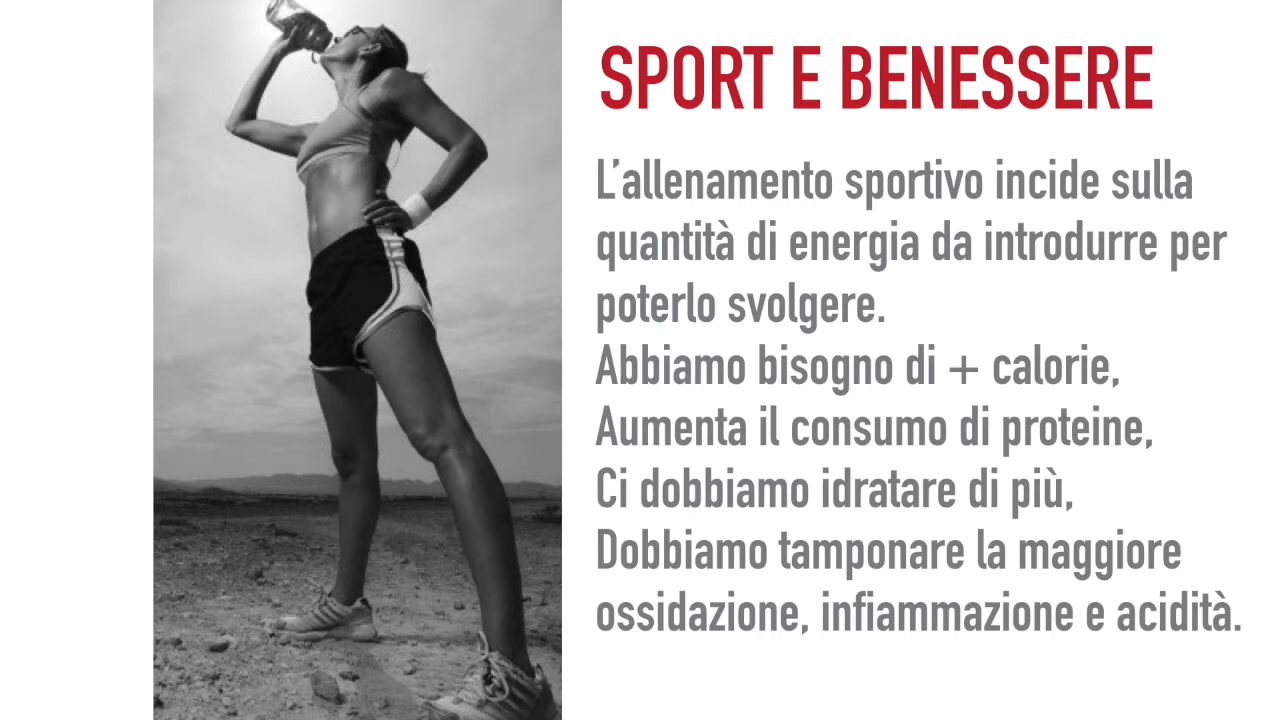 SPORT E BENESSERE
L’allenamento sportivo incide sulla
quantità di energia da introdurre per
poterlo svolgere.
Abbiamo bisogno di + calorie,
Aumenta il consumo di proteine,
Ci dobbiamo idratare di più,
Dobbiamo tamponare la maggiore
ossidazione, infiammazione e acidità.